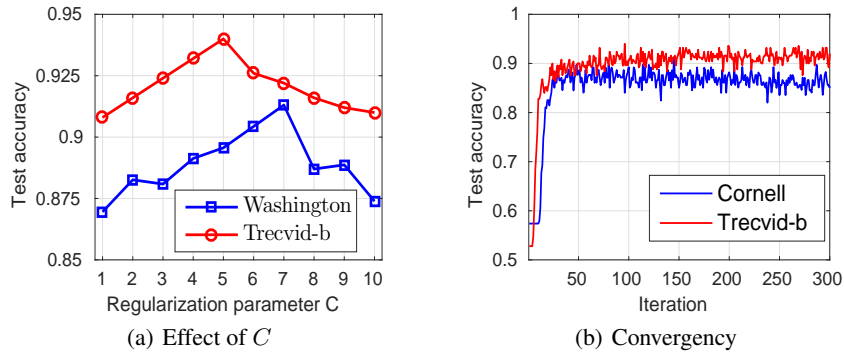 0.95
0.925
0.9
0.875
0.85
Test accuracy
Washington
Trecvid-b
1 2 3 4 5 6 7 8 9 10
Regularization parameter C
(a) Effect of C
1
0.9
0.8
0.7
0.6
0.5
Test accuracy
Cornell
Trecvid-b
50 100 150 200 250 300
Iteration
(b) Convergency